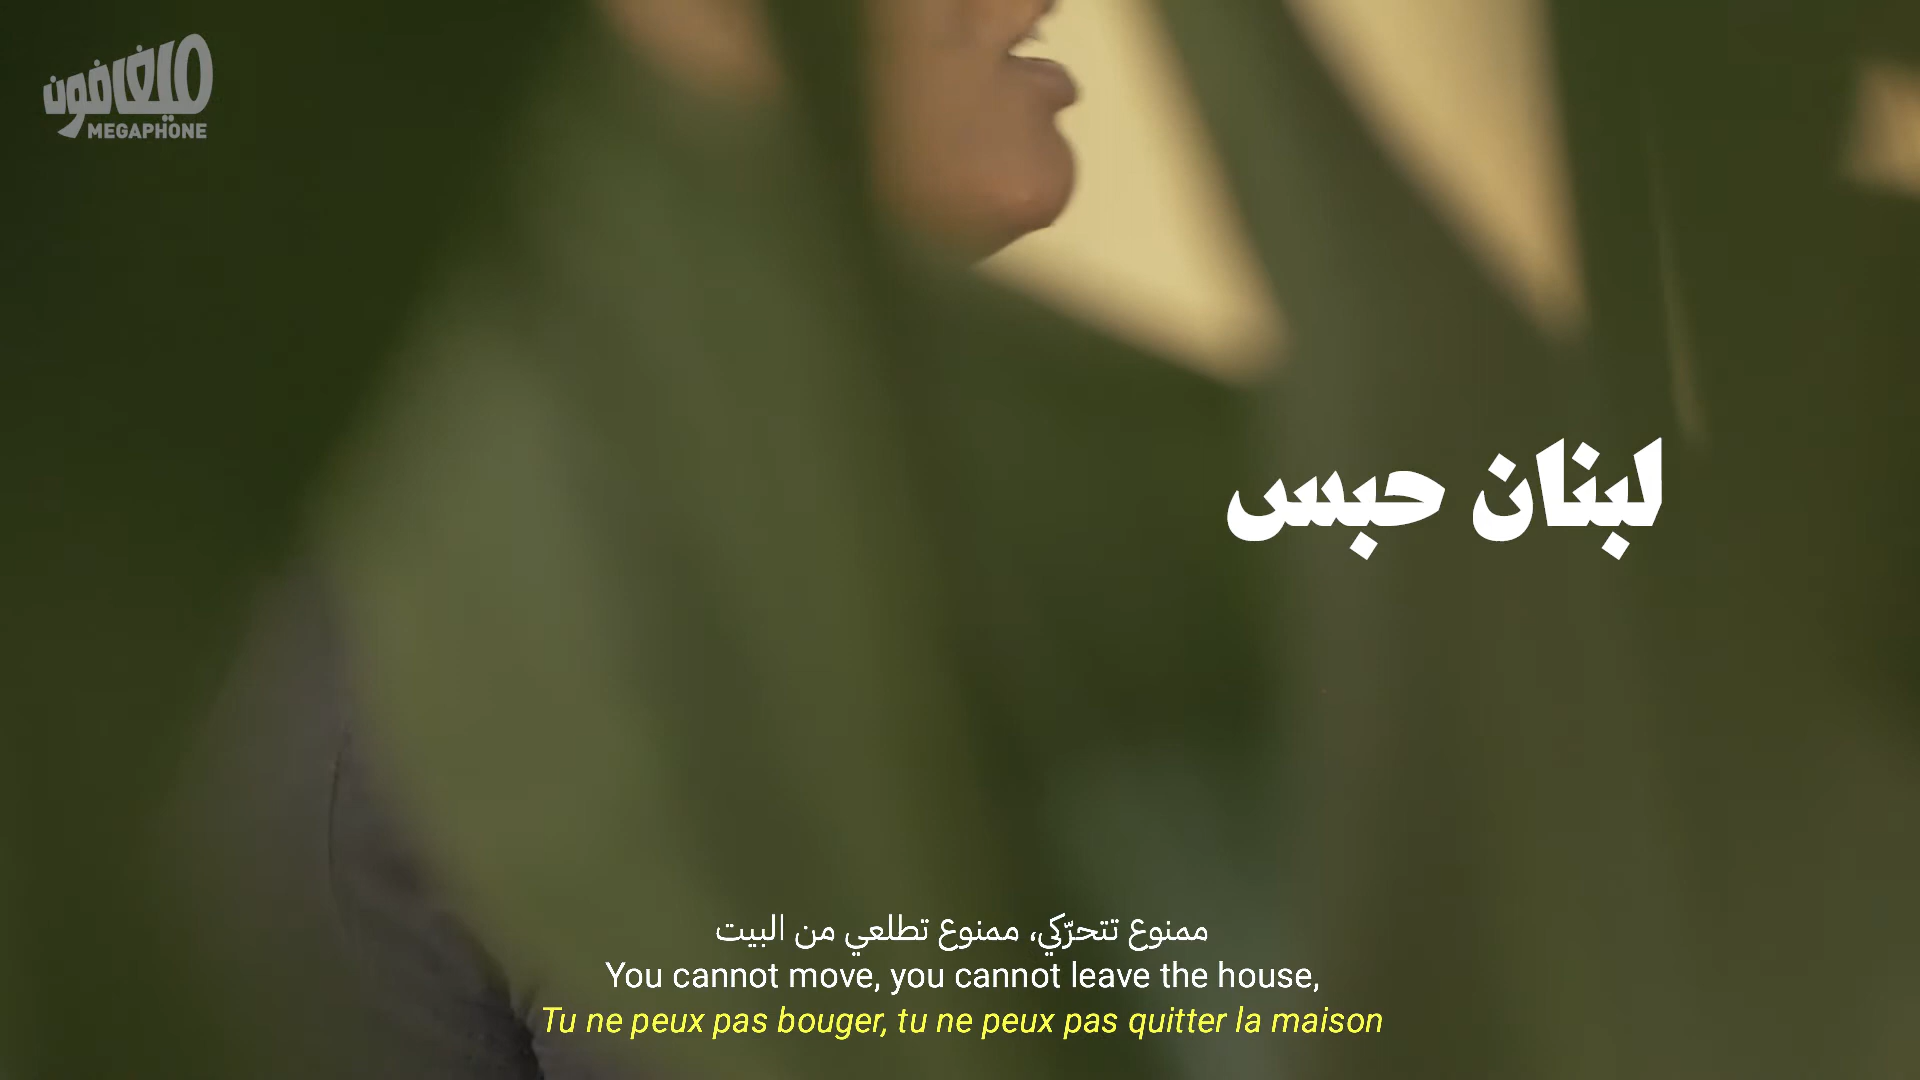 ميغافون
MEGAPHONE
لبنان حبس
ممنوع تتحرّكي، ممنوع تطلعي من البيت
You cannot move, you cannot leave the house,
Tu ne peux pas bouger, tu ne peux pas quitter la maison